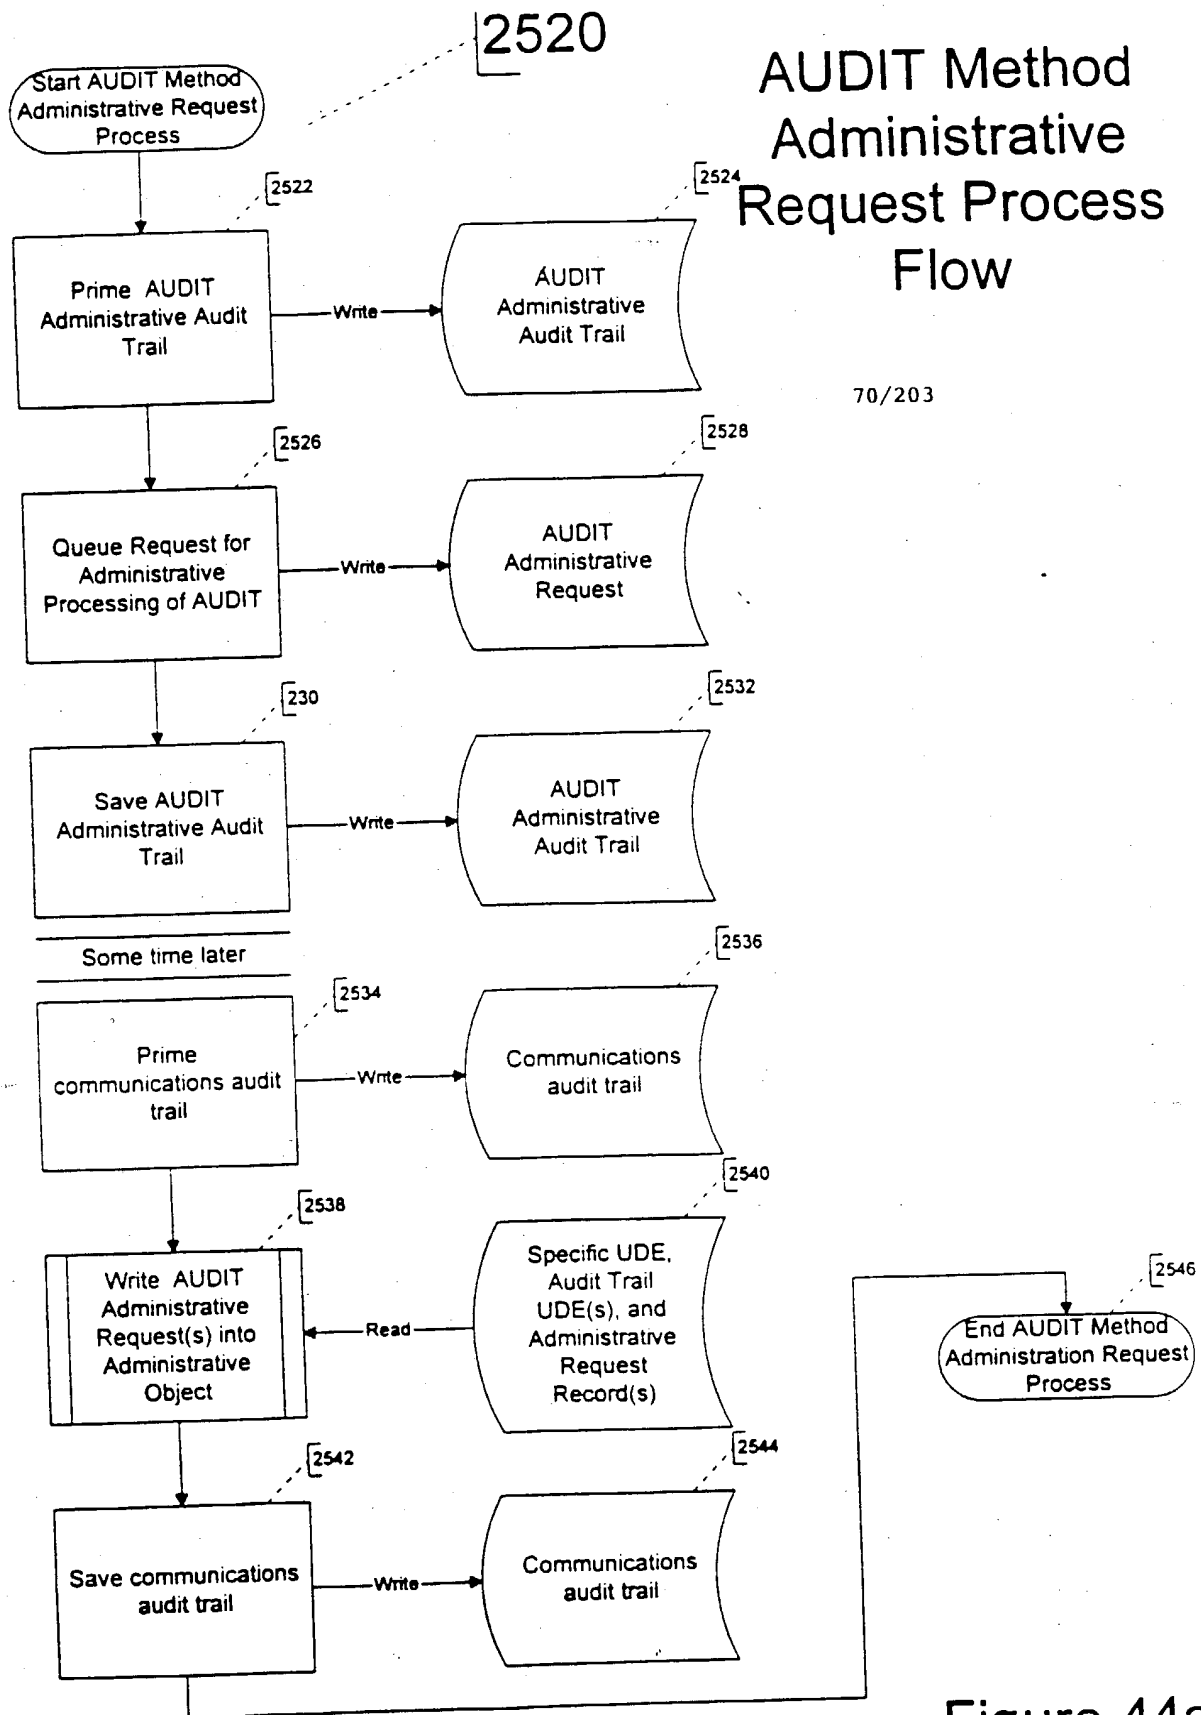 2520
AUDIT Method
Administrative
Request Process
Flow
70/203
Start AUDIT Method
Administrative Request
Process
2522
Prime AUDIT
Administrative Audit
Trail
Write
2524
AUDIT
Administrative
Audit Trail
2526
Queue Request for
Administrative
Processing of AUDIT
Write
2528
AUDIT
Administrative
Request
230
Save AUDIT
Administrative Audit
Trail
Write
2532
AUDIT
Administrative
Audit Trail
Some time later
2534
Prime
communications audit
trail
Write
2536
Communications
audit trail
2538
Write AUDIT
Administrative
Request(s) into
Administrative
Object
Read
2540
Specific UDE,
Audit Trail
UDE(s), and
Administrative
Request
Record(s)
2542
Save communications
audit trail
Write
2544
Communications
audit trail
2546
End AUDIT Method
Administration Request
Process
Figure 44a